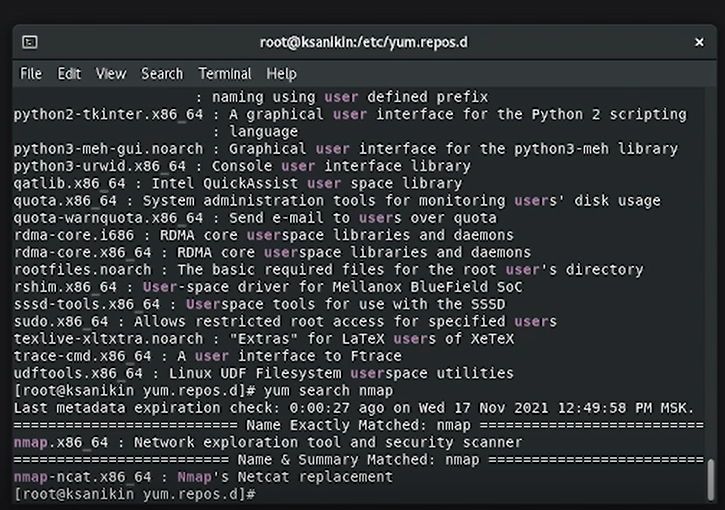 root@ksanikin:/etc/yum.repos.d
File Edit View Search Terminal Help
: naming using user defined prefix
python2-tkinter.x86_64 : A graphical user interface for the Python 2 scripting
: language
python3-meh-gui.noarch : Graphical user interface for the python3-meh library
python3-urwid.x86_64 : Console user interface library
qatlib.x86_64 : Intel QuickAssist user space library
quota.x86_64 : System administration tools for monitoring users' disk usage
quota-warnquota.x86_64 : Send e-mail to users over quota
rdma-core.i686 : RDMA core userspace libraries and daemons
rdma-core.x86_64 : RDMA core userspace libraries and daemons
rootfiles.noarch : The basic required files for the root user's directory
rshim.x86_64 : User-space driver for Mellanox BlueField SoC
sssd-tools.x86_64 : Userspace tools for use with the SSSD
sudo.x86_64 : Allows restricted root access for specified users
texlive-xltxtra.noarch : "Extras" for LaTeX users of XeTeX
trace-cmd.x86_64 : A user interface to Ftrace
udftools.x86_64 : Linux UDF Filesystem userspace utilities
[root@ksanikin yum.repos.d]# yum search nmap
Last metadata expiration check: 0:00:27 ago on Wed 17 Nov 2021 12:49:58 PM MSK.
========================== Name Exactly Matched: nmap ==========================
nmap.x86_64 : Network exploration tool and security scanner
========================= Name & Summary Matched: nmap =========================
nmap-ncat.x86_64 : Nmap's Netcat replacement
[root@ksanikin yum.repos.d]#